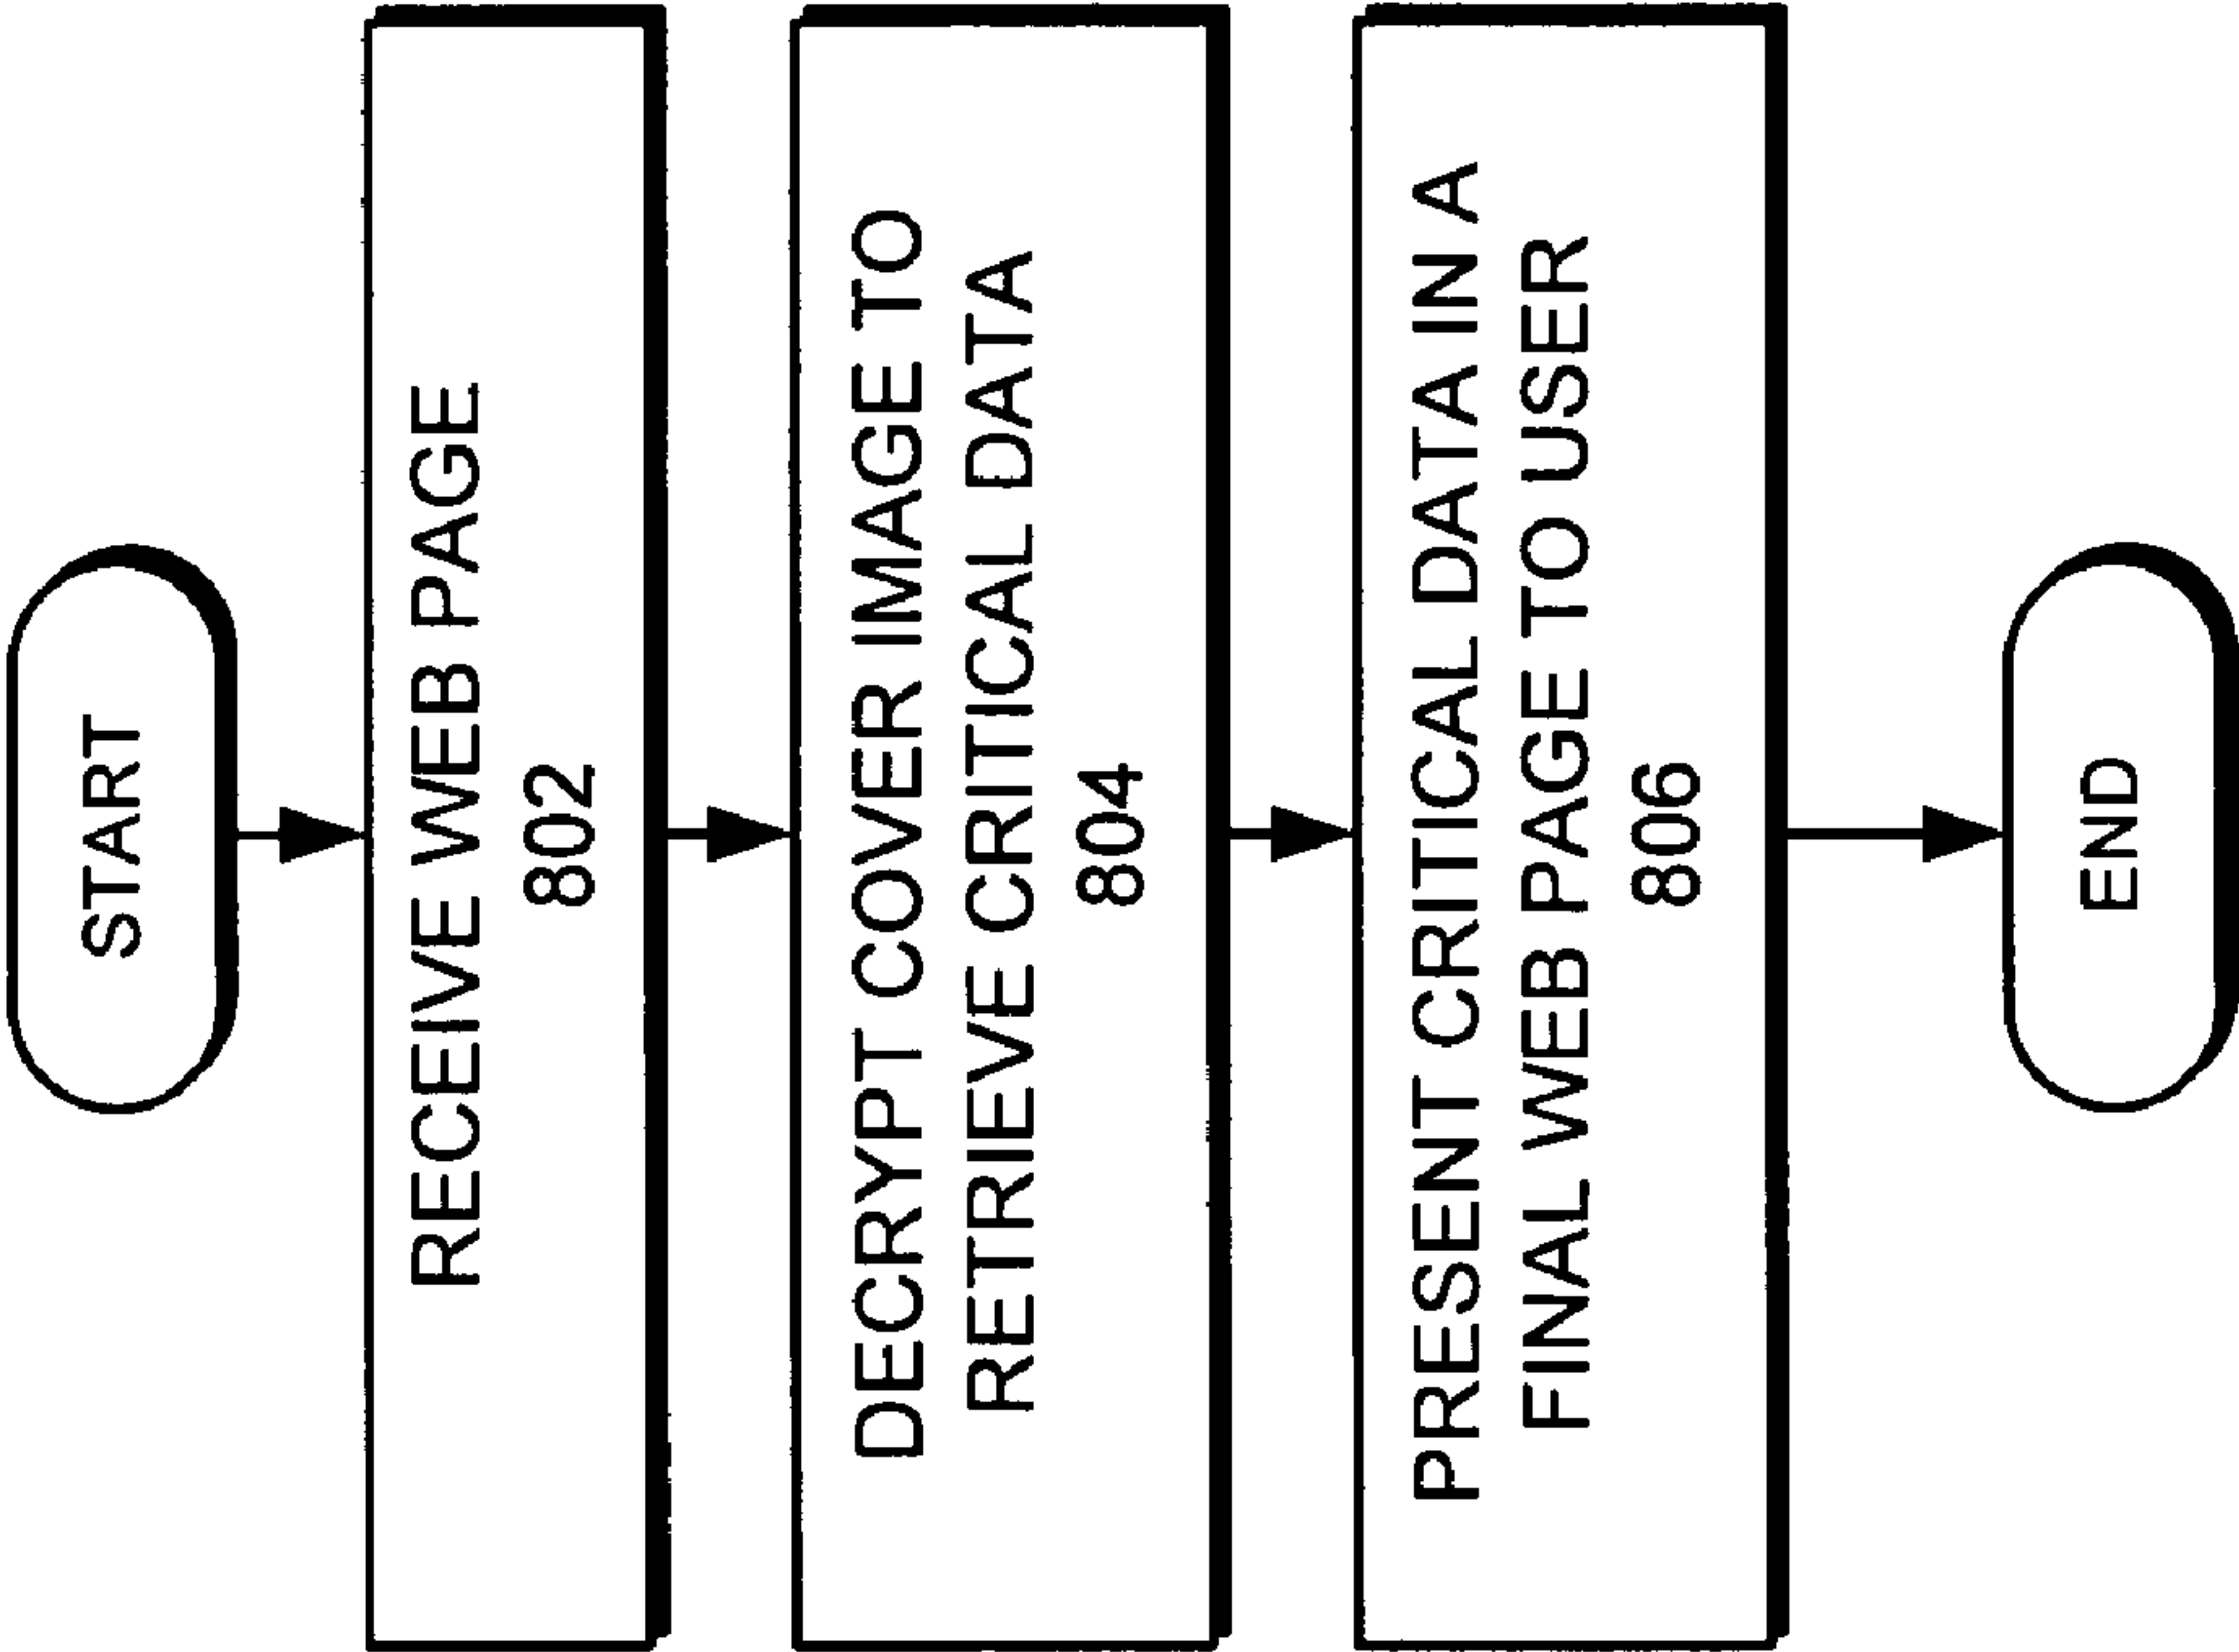 START
RECEIVE WEB PAGE
802
DECRYPT COVER IMAGE TO
RETRIEVE CRITICAL DATA
804
PRESENT CRITICAL DATA IN A
FINAL WEB PAGE TO USER
806
END